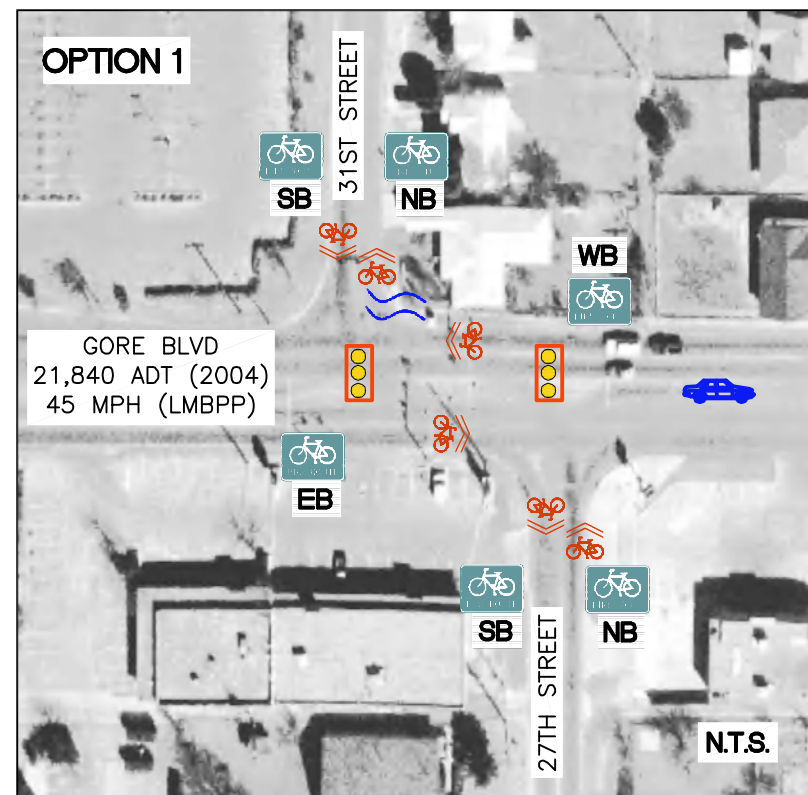 OPTION 1
31ST STREET
SB
NB
WB
GORE BLVD
21,840 ADT (2004)
45 MPH (LMBPP)
EB
SB
NB
27TH STREET
N.T.S.